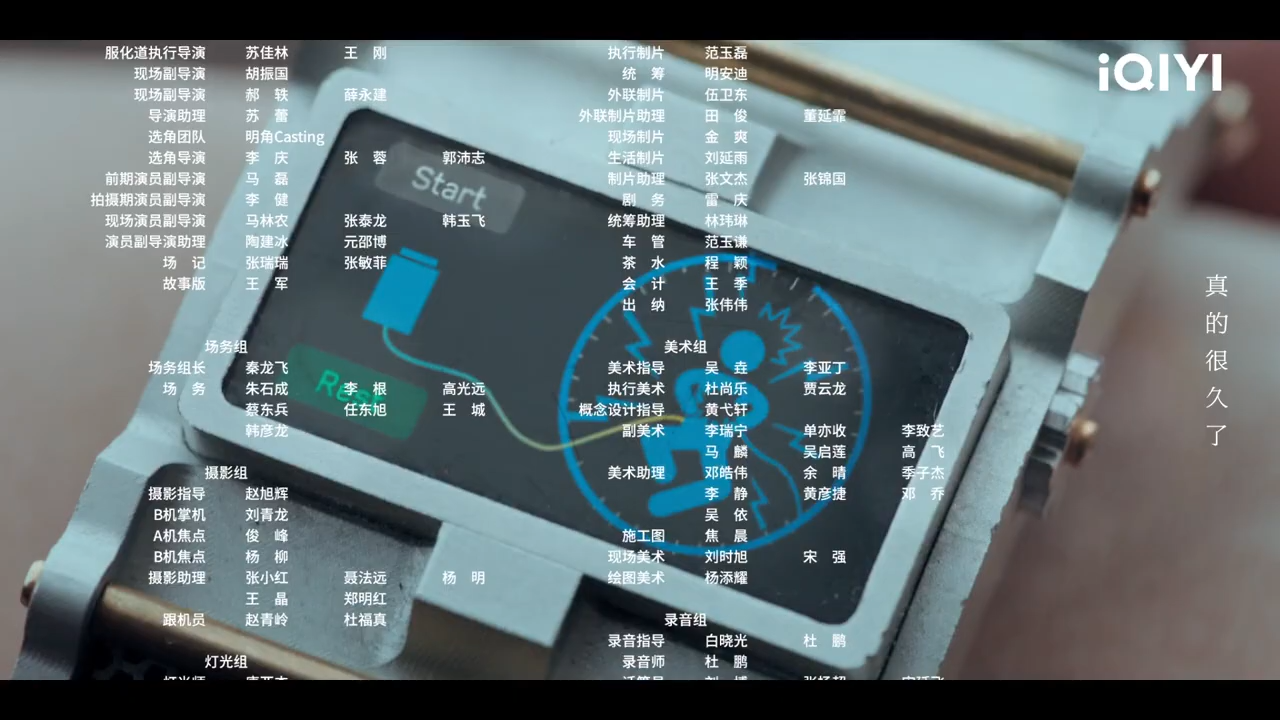 服化道执行导演 苏佳林 王 刚
现场副导演 胡振国
现场副导演 郝 轶 薛永建
导演助理 苏 蕾
选角团队 明角Casting
选角导演 李 庆 张 蓉 郭沛志
前期演员副导演 马 磊
拍摄期演员副导演 李 健
现场演员副导演 马林农 张泰龙 韩玉飞
演员副导演助理 陶建冰 元邵博
场 记 张瑞瑞 张敏菲
故事版 王 军
场务组
场务组长 秦龙飞
场 务 朱石成 李 根 高光远
蔡东兵 任东旭 王 城
韩彦龙
摄影组
摄影指导 赵旭辉
B机掌机 刘青龙
A机焦点 俊 峰
B机焦点 杨 柳
摄影助理 张小红 聂法远 杨 明
王 晶 郑明红
跟机员 赵青岭 杜福真
灯光组
执行制片 范玉磊
统 筹 明安迪
外联制片 伍卫东
外联制片助理 田 俊 董延霏
现场制片 金 爽
生活制片 刘延雨
制片助理 张文杰 张锦国
剧 务 雷 庆
统筹助理 林玮琳
车 管 范玉谦
茶 水 程 颖
会 计 王 季
出 纳 张伟伟
美术组
美术指导 吴 垚 李亚丁
执行美术 杜尚乐 贾云龙
概念设计指导 黄弋轩
副美术 李瑞宁 单亦收 李致艺
马 麟 吴启莲 高 飞
美术助理 邓皓伟 余 晴 季子杰
李 静 黄彦捷 邓 乔
吴 依
施工图 焦 晨
现场美术 刘时旭 宋 强
绘图美术 杨添耀
录音组
录音指导 白晓光 杜 鹏
录音师 杜 鹏
Start
iQIYI
真的很久了